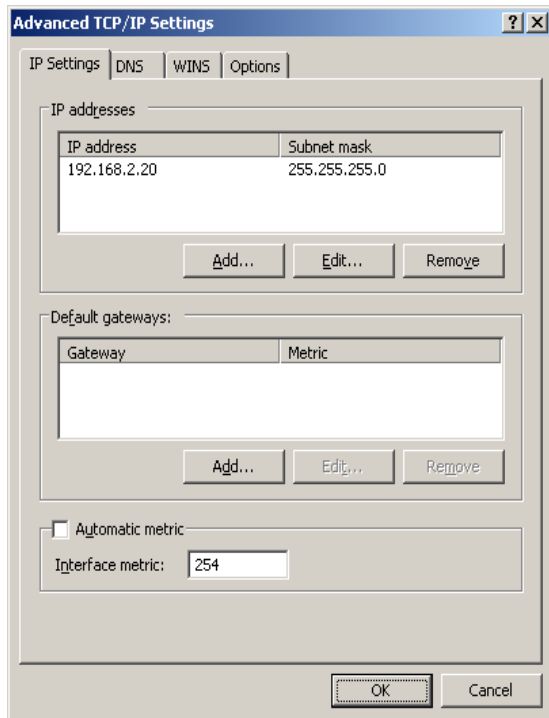 Advanced TCP/IP Settings
IP Settings DNS WINS Options
IP addresses
IP address Subnet mask
192.168.2.20 255.255.255.0
Add... Edit... Remove
Default gateways:
Gateway Metric
Add... Edit... Remove
Automatic metric
Interface metric: 254
OK Cancel